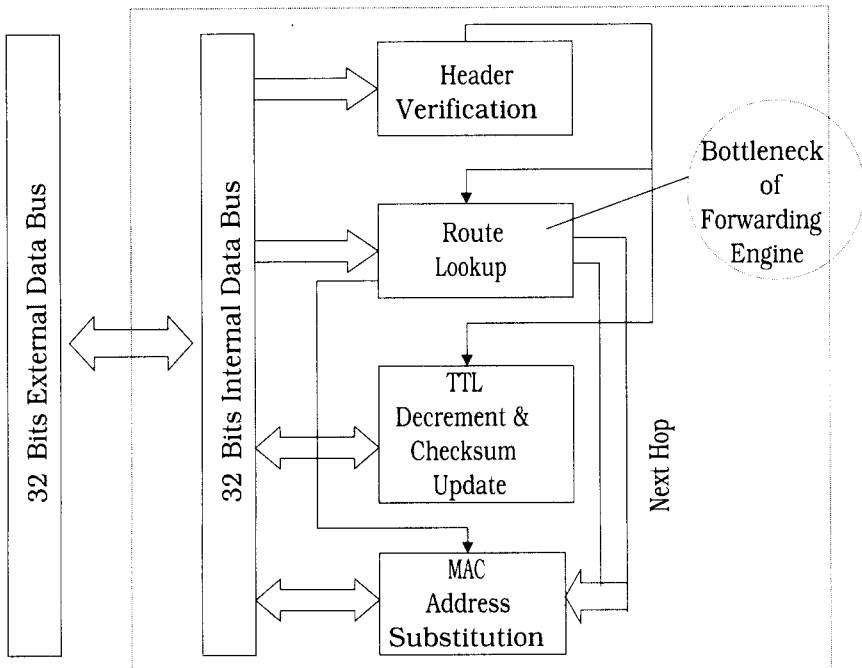 32 Bits External Data Bus
32 Bits Internal Data Bus
Header
Verification
Bottleneck
of
Forwarding
Engine
Route
Lookup
TTL
Decrement &
Checksum
Update
Next Hop
MAC
Address
Substitution